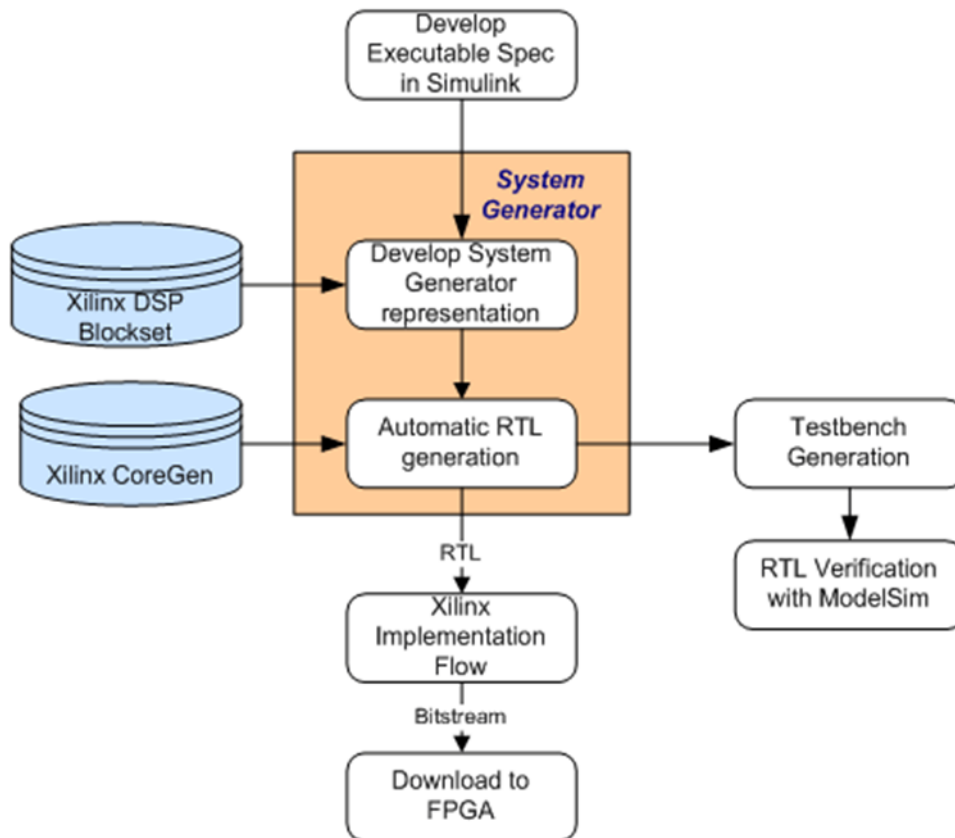 Develop
Executable Spec
in Simulink
System
Generator
Develop System
Generator
representation
Xilinx DSP
Blockset
Automatic RTL
generation
Xilinx CoreGen
Testbench
Generation
RTL
RTL Verification
with ModelSim
Xilinx
Implementation
Flow
Bitstream
Download to
FPGA